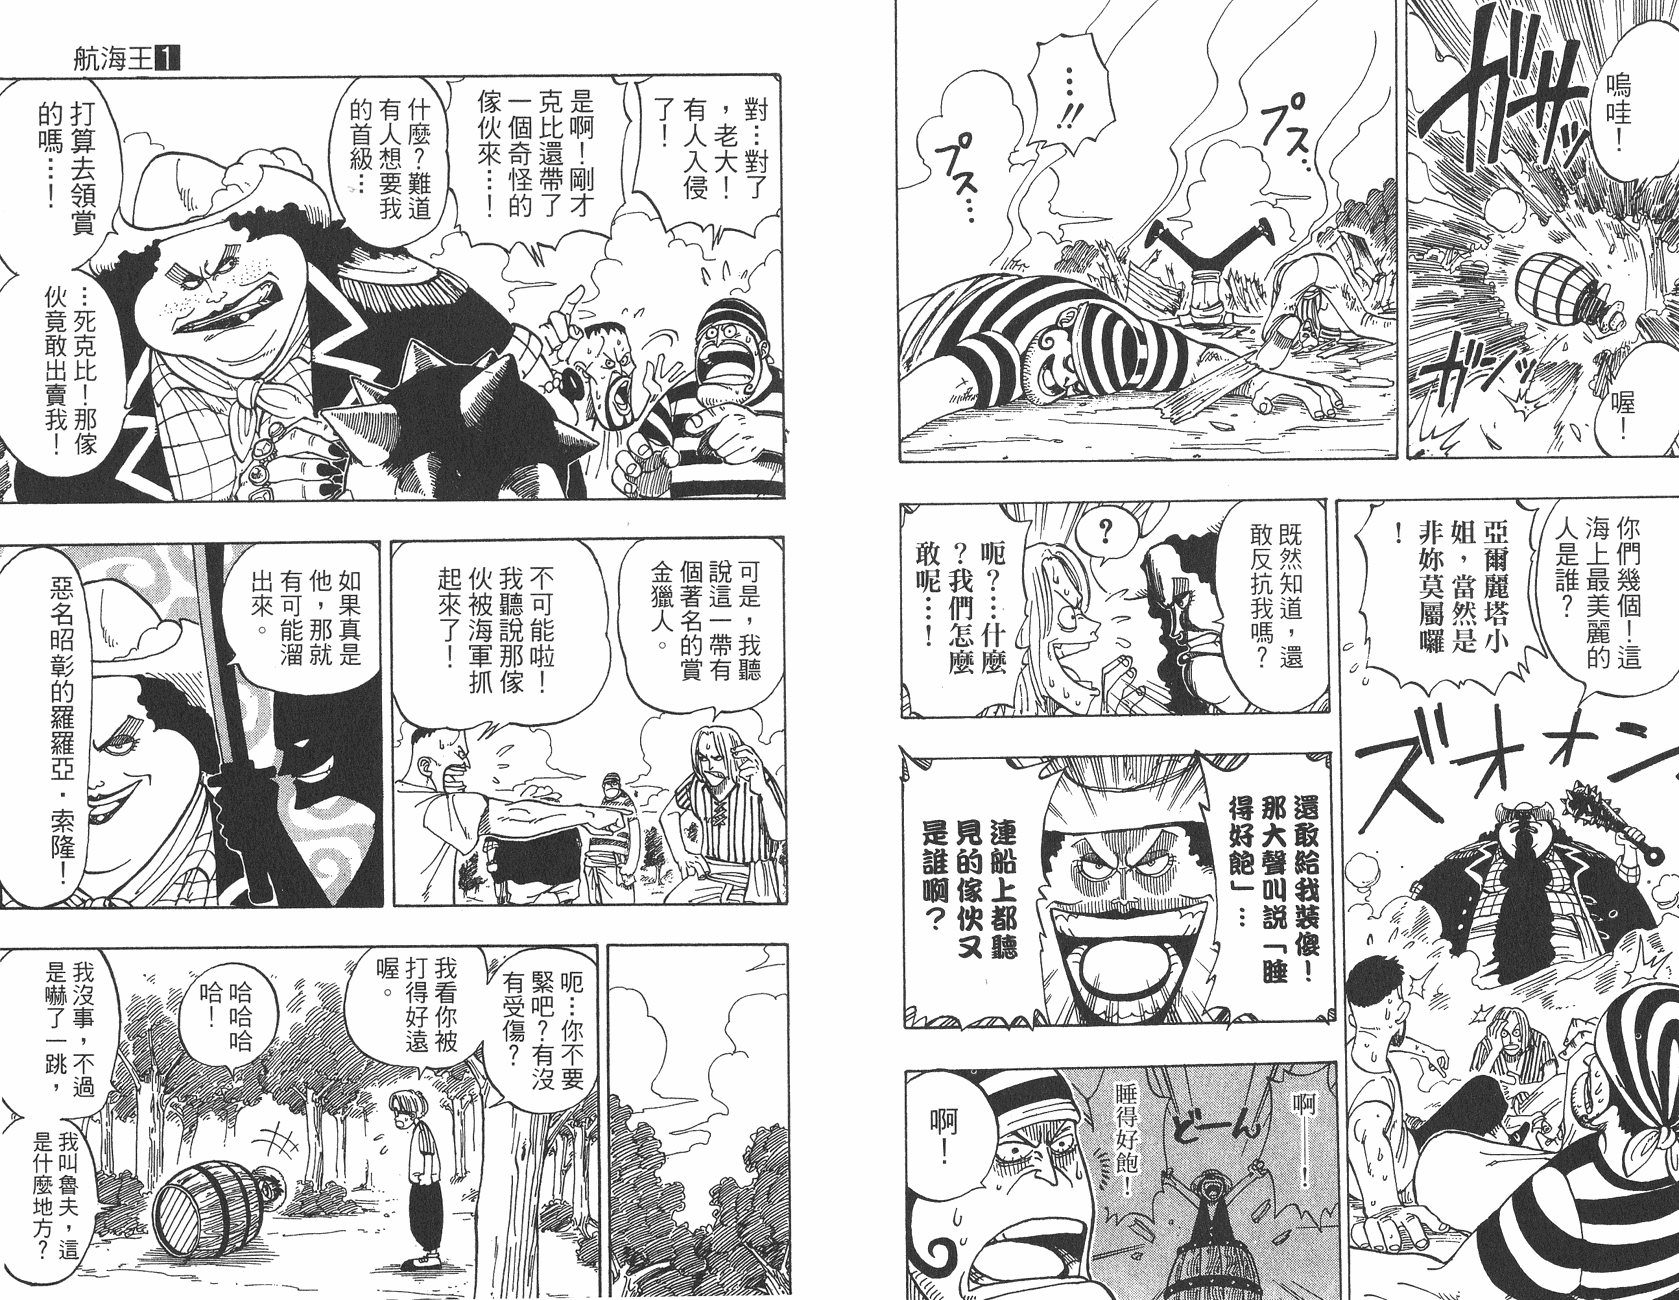 嗚哇！
ガガガッ
ガーンッ
喔！
…!!
プス…
プス…
你們幾個！這
海上最美麗的
人是誰？
亞爾麗塔小
姐，當然是
非妳莫屬囉
！
ズオオン
既然知道，還
敢反抗我嗎？
？
呃？…什麼
？我們怎麼
敢呢…！
還敢給我裝傻！
那大聲叫說「睡
得好飽」…
連船上都聽
見的傢伙又
是誰啊？
啊——！
どーん
睡得好飽！
啊！
航海王1
對…對了
，老大！
有人入侵
了！
是啊！剛才
克比還帶了
一個奇怪的
傢伙來…！
什麼？難道
有人想要我
的首級…
打算去領賞
的嗎…！
…死克比！那傢
伙竟敢出賣我！
可是，我聽
說這一帶有
個著名的賞
金獵人。
不可能啦！
我聽說那傢
伙被海軍抓
起來了！
如果真是
他，那就
有可能溜
出來。
惡名昭彰的羅羅亞．索隆！
呃…你不要
緊吧？有沒
有受傷？
我看你被
打得好遠
喔。
哈哈哈
哈！
我沒事，不過
是嚇了一跳，
我叫魯夫，這
是什麼地方？